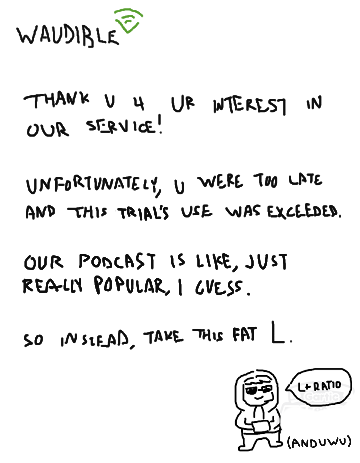 WAUDIBLE
THANK U 4 UR INTEREST IN
OUR SERVICE!
UNFORTUNATELY, U WERE TOO LATE
AND THIS TRIAL'S USE WAS EXCEEDED.
OUR PODCAST IS LIKE, JUST
REALLY POPULAR, I GUESS.
SO INSTEAD, TAKE THIS FAT L.
L+RATIO
(ANDUWU)